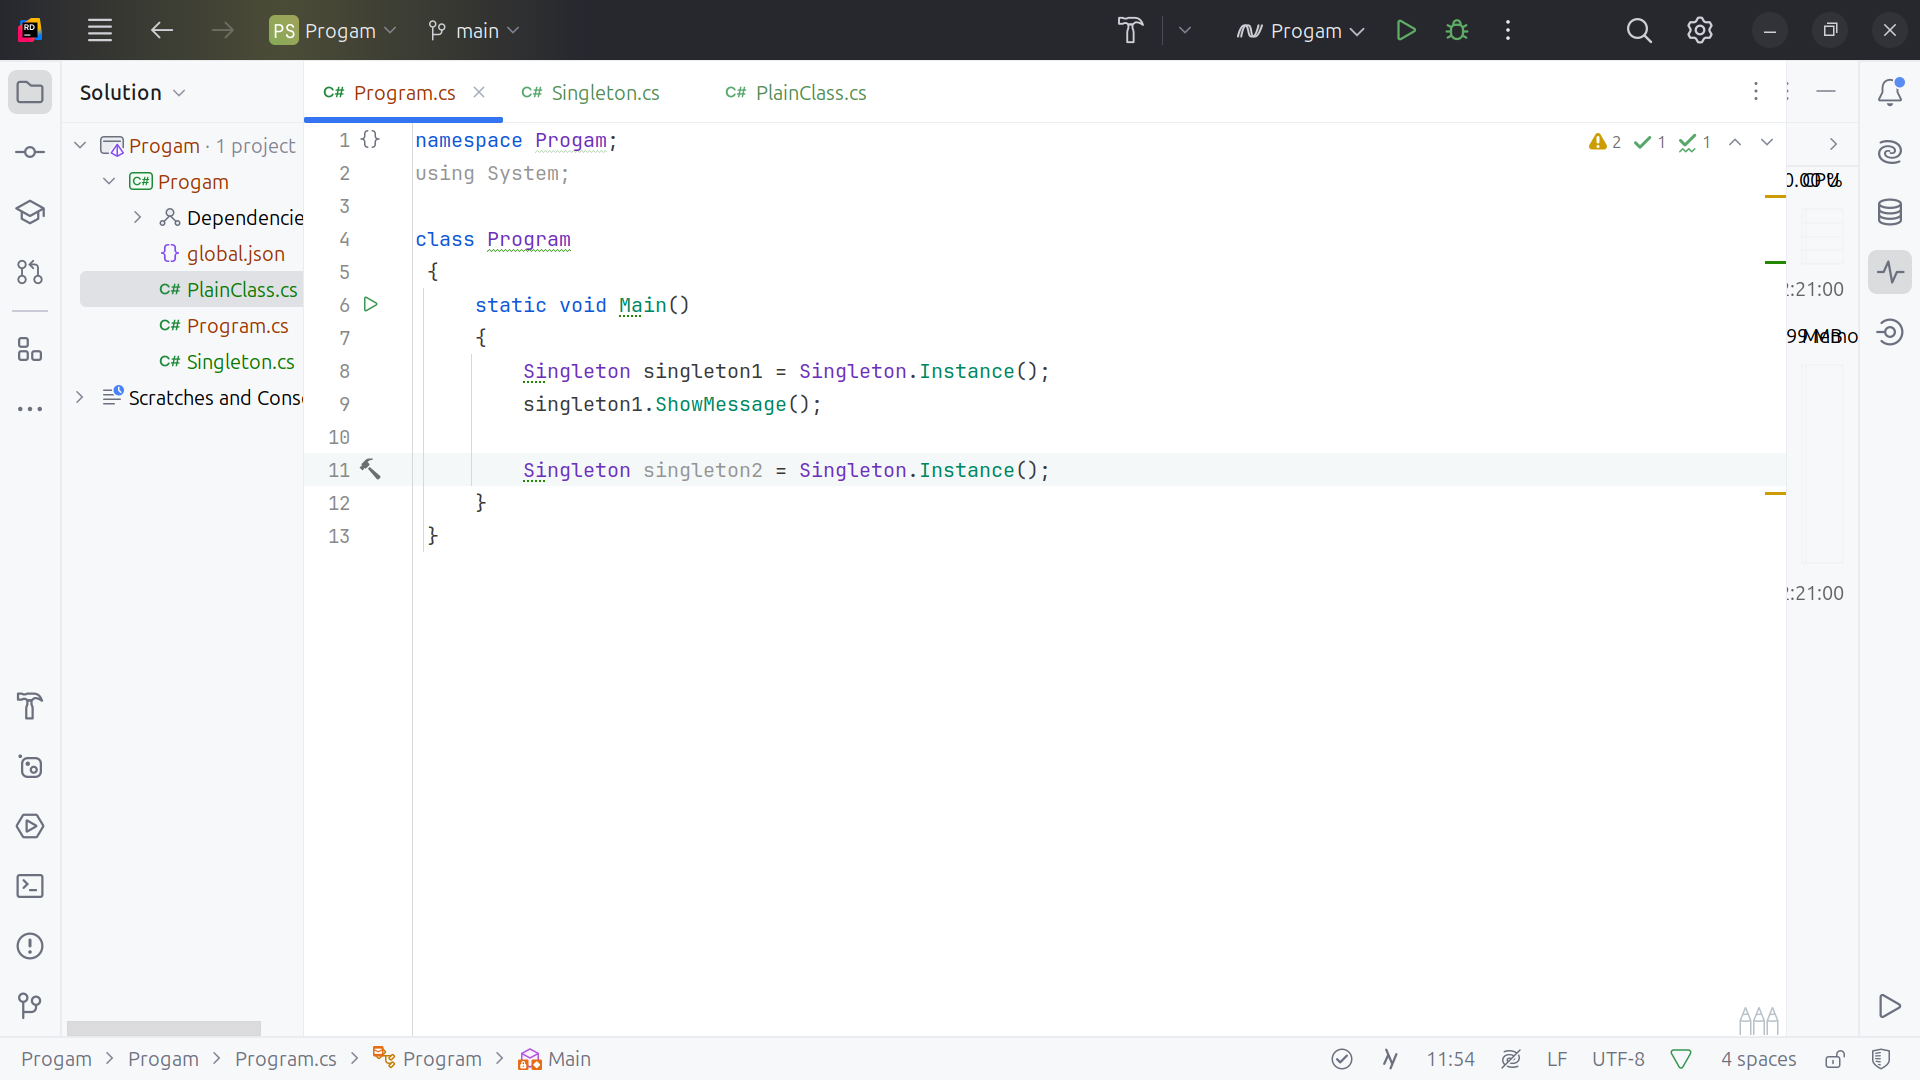 PS Progam main Progam
Solution
C# Program.cs C# Singleton.cs C# PlainClass.cs
Progam · 1 project
C# Progam
Dependencie
{} global.json
C# PlainClass.cs
C# Program.cs
C# Singleton.cs
Scratches and Cons
1 {} namespace Progam;
2 using System;
3
4 class Program
5 {
6 static void Main()
7 {
8 Singleton singleton1 = Singleton.Instance();
9 singleton1.ShowMessage();
10
11 Singleton singleton2 = Singleton.Instance();
12 }
13 }
2 1 1
:21:00
:21:00
Progam > Progam > Program.cs > Program > Main
11:54 LF UTF-8 4 spaces